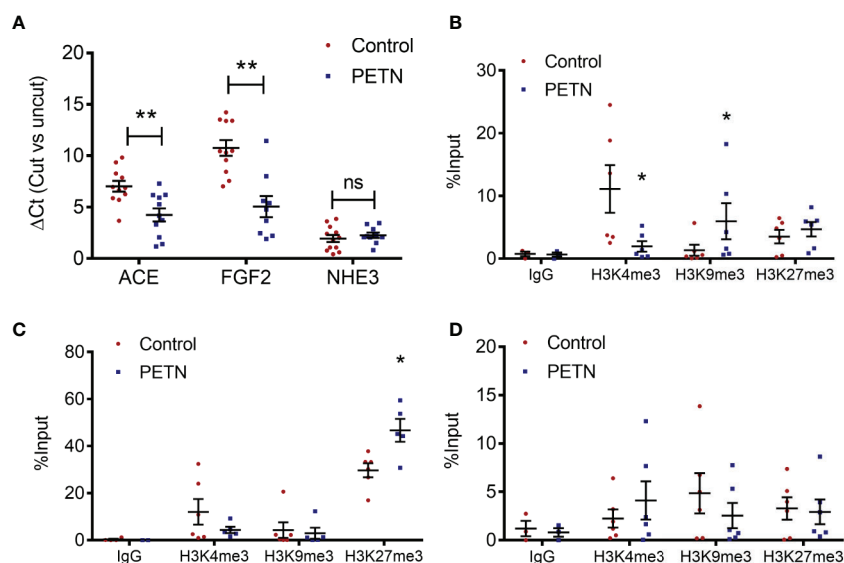 A
Control
PETN
ΔCt (Cut vs uncut)
20
15
10
5
0
**
**
ns
ACE FGF2 NHE3
B
Control
PETN
%Input
30
20
10
0
*
*
IgG H3K4me3 H3K9me3 H3K27me3
C
Control
PETN
%Input
80
60
40
20
0
*
IgG H3K4me3 H3K9me3 H3K27me3
D
Control
PETN
%Input
20
15
10
5
0
IgG H3K4me3 H3K9me3 H3K27me3